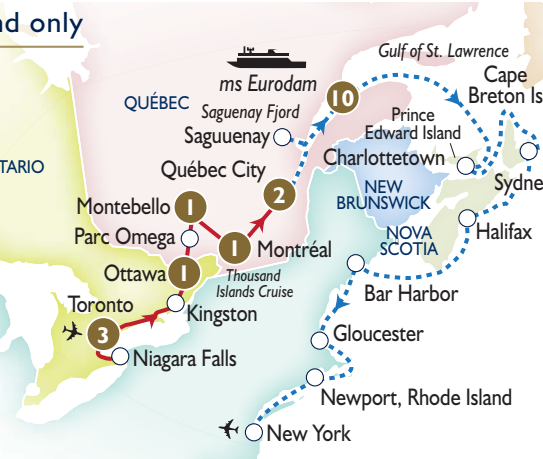 nd only
Gulf of St. Lawrence
ms Eurodam
Cape
Breton Is
QUÉBEC
10
Saguenay Fjord
Prince
Edward Island
Saguuenay
Charlottetown
TARIO
Québec City
Sydne
2
NEW
BRUNSWICK
Montebello
1
Halifax
Parc Omega
NOVA
SCOTIA
1
Montréal
Ottawa
1
Thousand
Islands Cruise
Bar Harbor
Toronto
Kingston
3
Gloucester
Niagara Falls
Newport, Rhode Island
New York